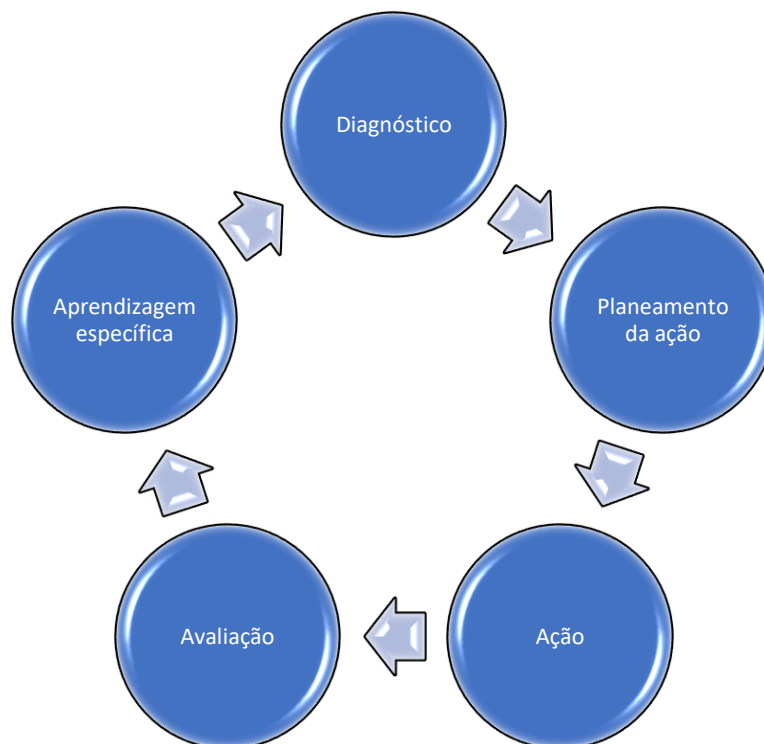 Diagnóstico
Planeamento
da ação
Ação
Avaliação
Aprendizagem
específica